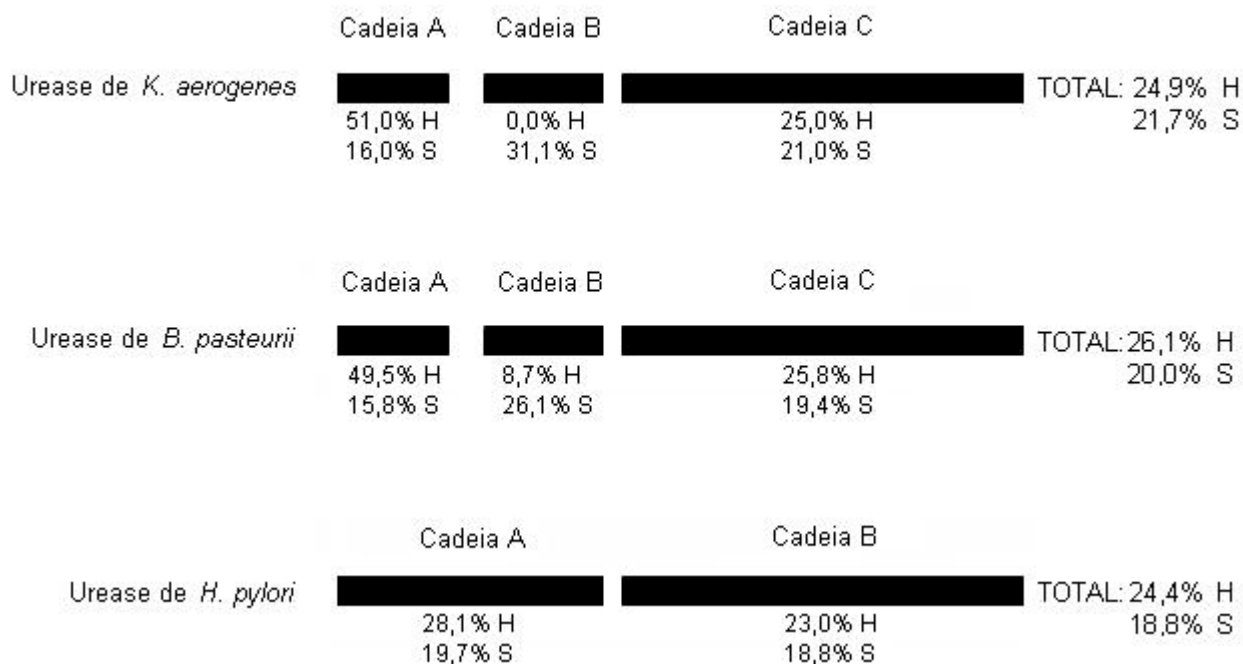 Cadeia A Cadeia B Cadeia C
Urease de K. aerogenes TOTAL: 24,9% H
21,7% S
51,0% H 0,0% H 25,0% H
16,0% S 31,1% S 21,0% S
Cadeia A Cadeia B Cadeia C
Urease de B. pasteurii TOTAL: 26,1% H
20,0% S
49,5% H 8,7% H 25,8% H
15,8% S 26,1% S 19,4% S
Cadeia A Cadeia B
Urease de H. pylori TOTAL: 24,4% H
18,8% S
28,1% H 23,0% H
19,7% S 18,8% S